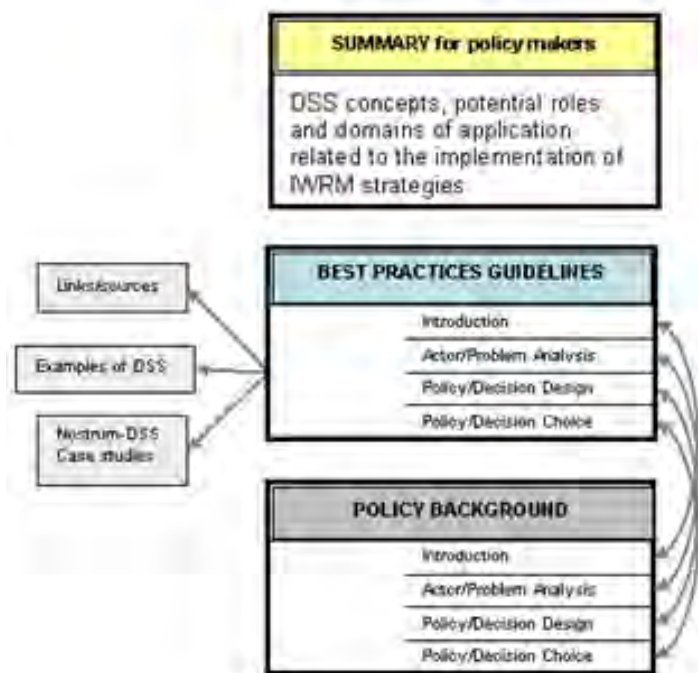 SUMMARY for policy makers
DSS concepts, potential roles
and domains of application
related to the implementation of
IWRM strategies
BEST PRACTICES GUIDELINES
Introduction
Actor/Problem Analysis
Policy/Decision Design
Policy/Decision Choice
Links/sources
Examples of DSS
Nostrum-DSS
Case studies
POLICY BACKGROUND
Introduction
Actor/Problem Analysis
Policy/Decision Design
Policy/Decision Choice